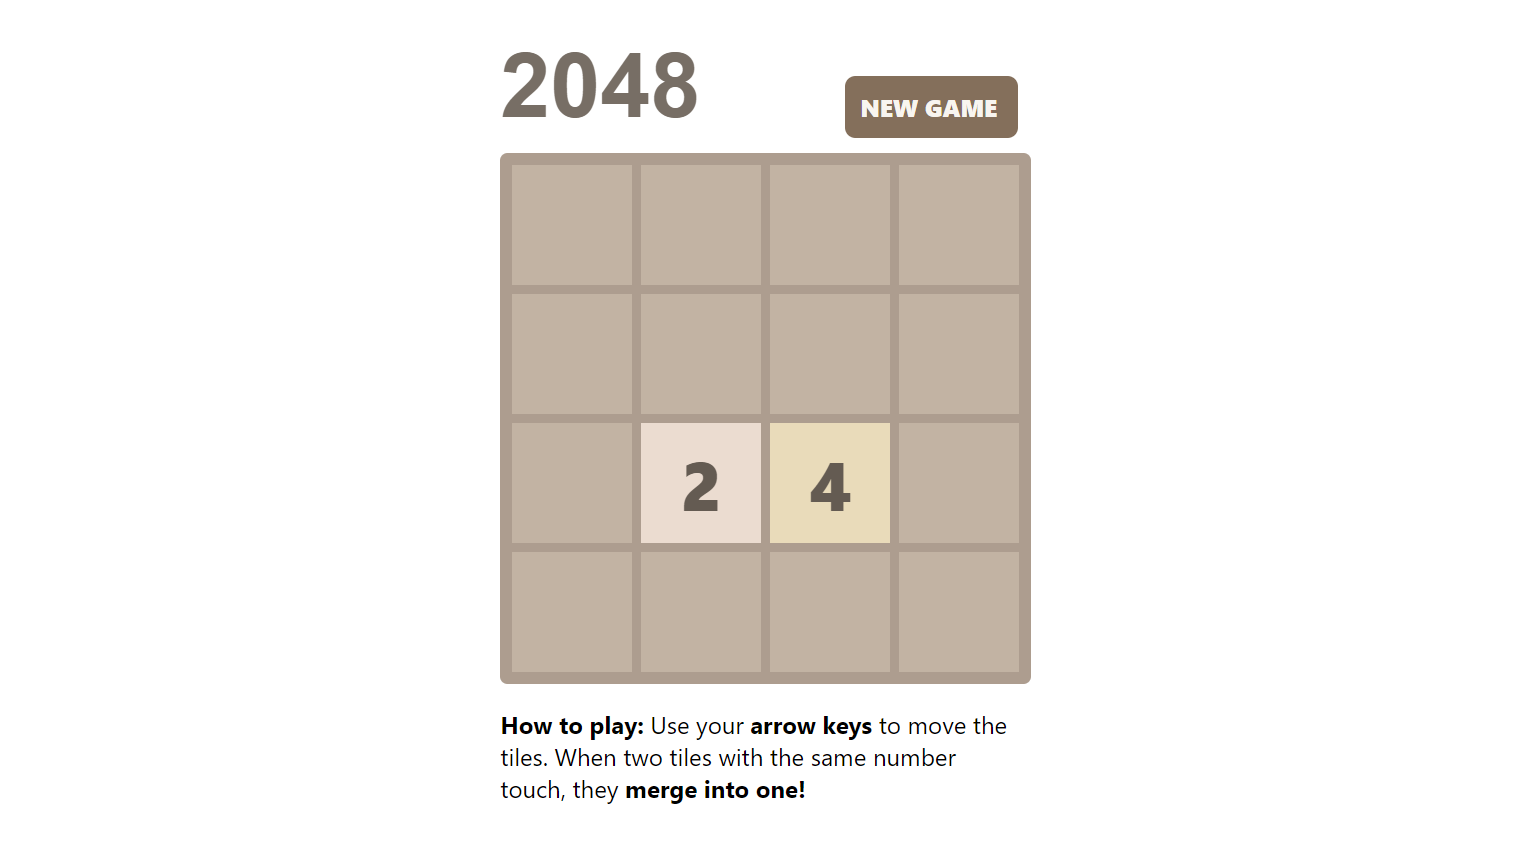 2048
NEW GAME
2
4
How to play: Use your arrow keys to move the
tiles. When two tiles with the same number
touch, they merge into one!